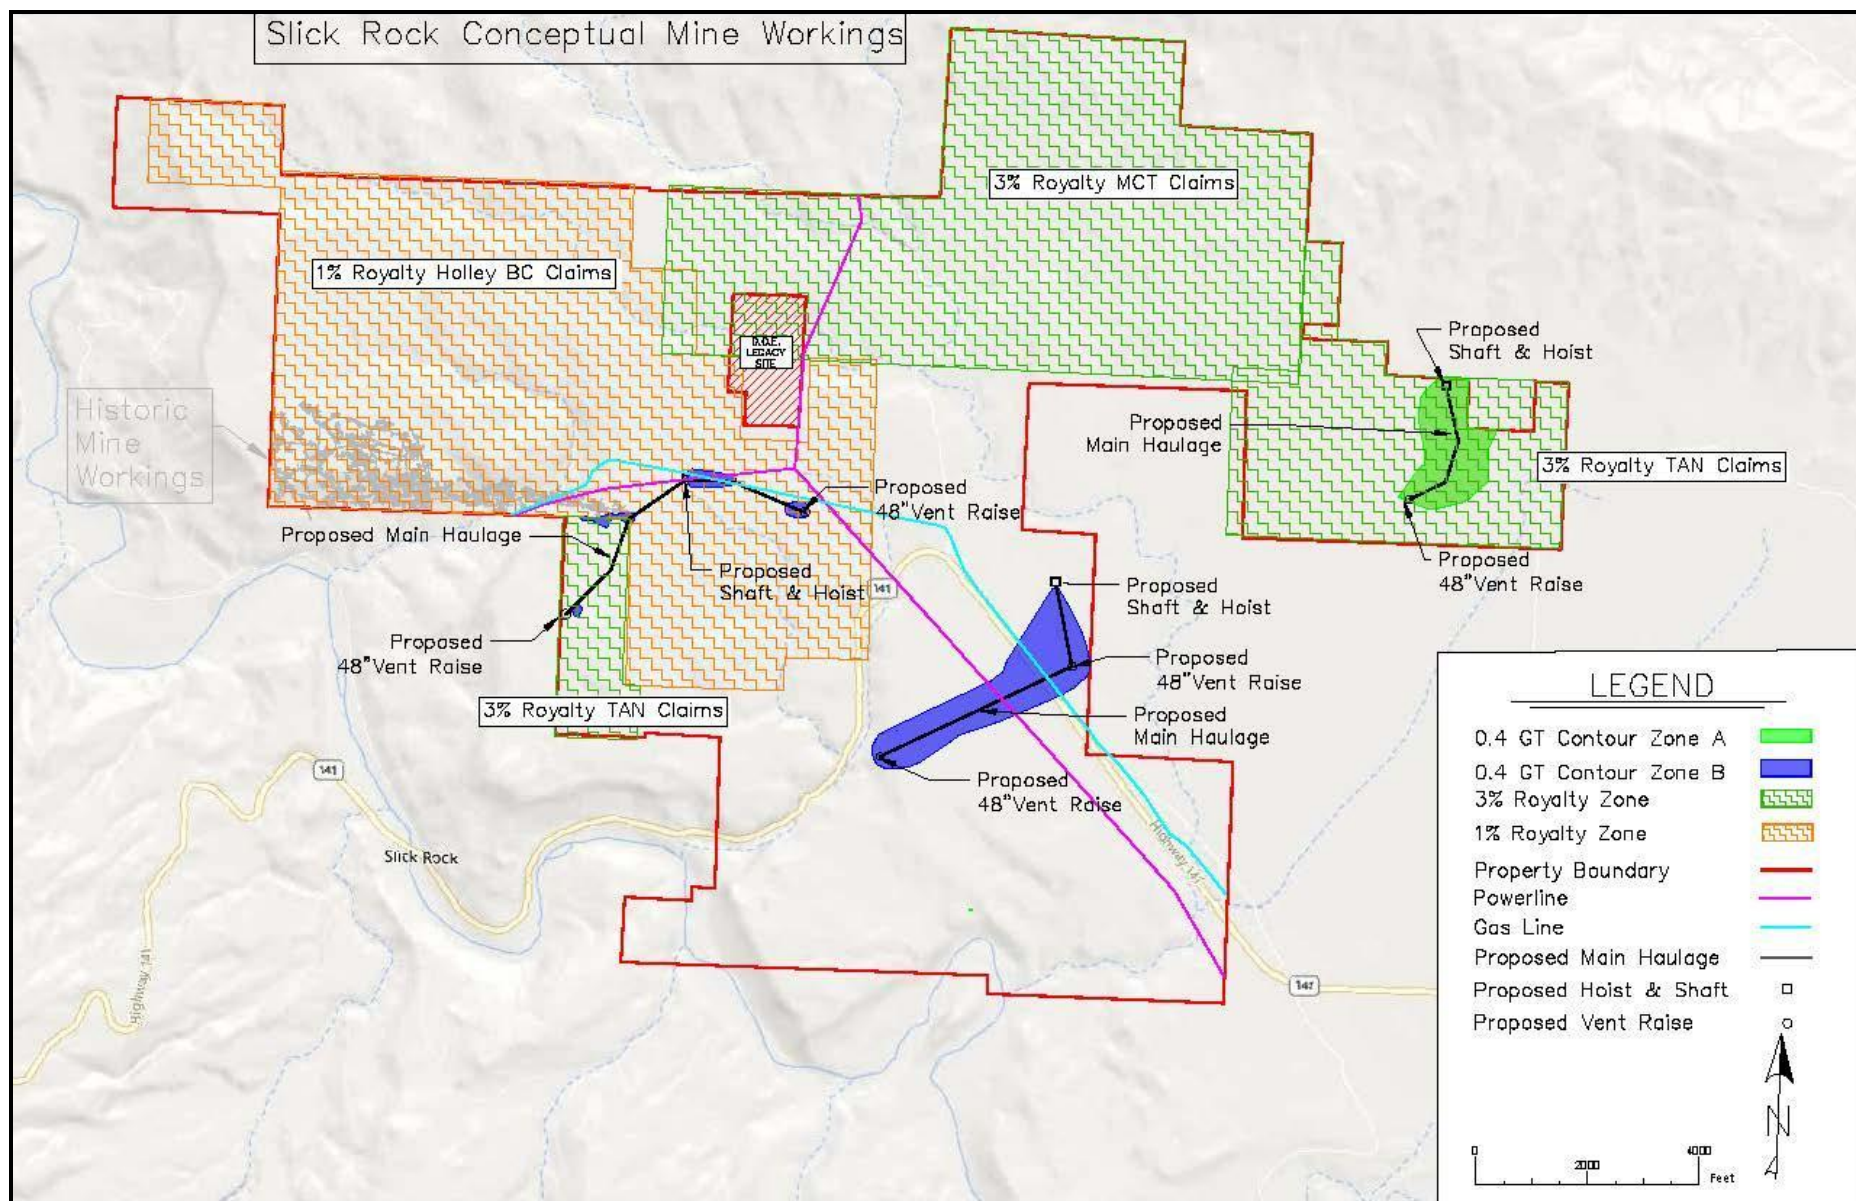 Slick Rock Conceptual Mine Workings
3% Royalty MCT Claims
1% Royalty Holley BC Claims
D.O.E.
LEGACY
SITE
Proposed
Shaft & Hoist
Historic
Mine
Workings
Proposed
Main Haulage
3% Royalty TAN Claims
Proposed
48"Vent Raise
Proposed Main Haulage
Proposed
48"Vent Raise
Proposed
Shaft & Hoist
141
Proposed
Shaft & Hoist
Proposed
48"Vent Raise
Proposed
48"Vent Raise
3% Royalty TAN Claims
Proposed
Main Haulage
Proposed
48"Vent Raise
141
Slick Rock
Highway 141
Highway 141
141
LEGEND
0.4 GT Contour Zone A
0.4 GT Contour Zone B
3% Royalty Zone
1% Royalty Zone
Property Boundary
Powerline
Gas Line
Proposed Main Haulage
Proposed Hoist & Shaft
Proposed Vent Raise
N
0
2000
4000
Feet